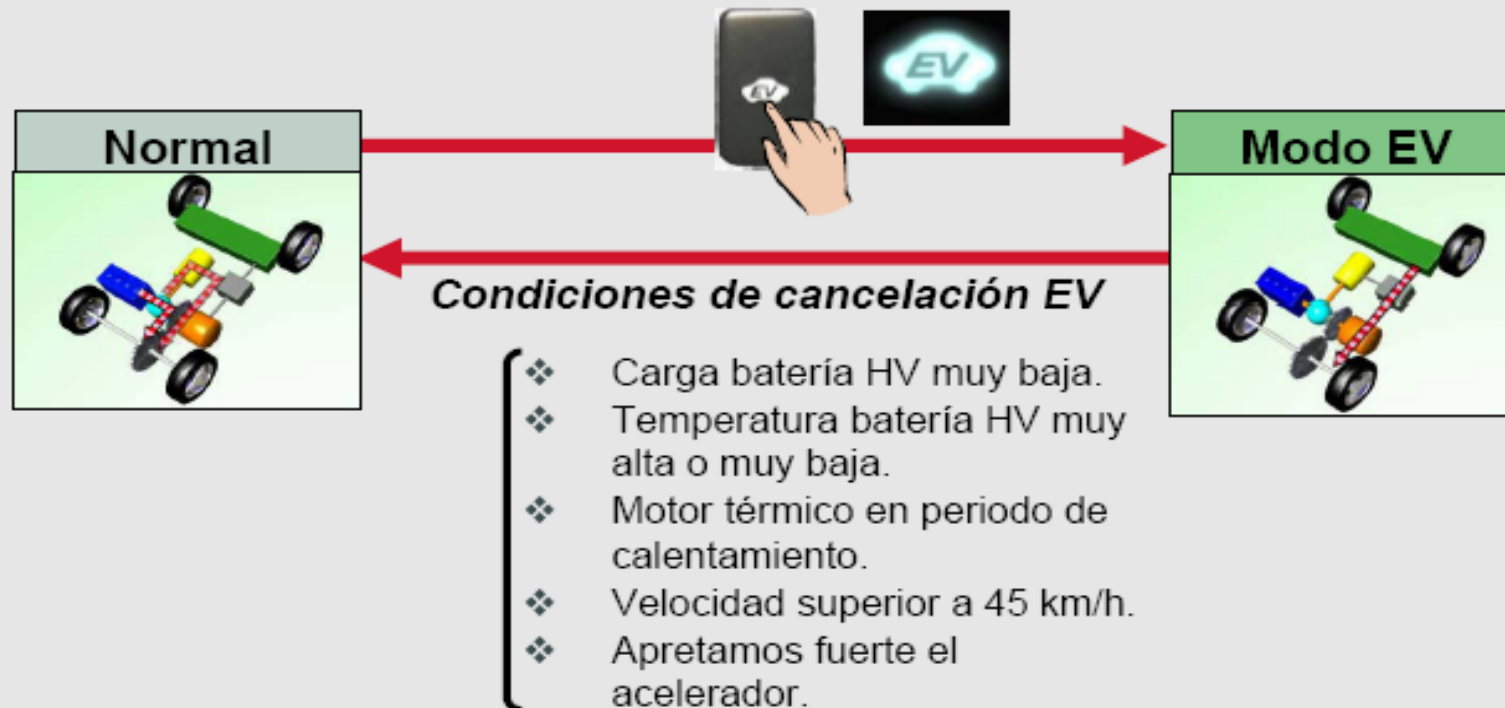 EV
EV
Normal
Modo EV
Condiciones de cancelación EV
❖ Carga batería HV muy baja.
❖ Temperatura batería HV muy
alta o muy baja.
❖ Motor térmico en periodo de
calentamiento.
❖ Velocidad superior a 45 km/h.
❖ Apretamos fuerte el
acelerador.